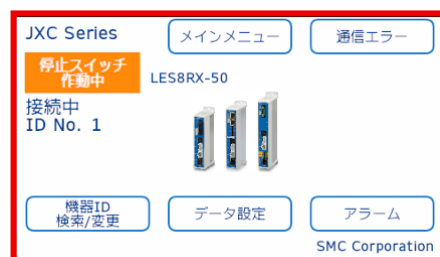 JXC Series
メインメニュー
通信エラー
停止スイッチ
作動中
LES8RX-50
接続中
ID No. 1
機器ID
検索/変更
データ設定
アラーム
SMC Corporation